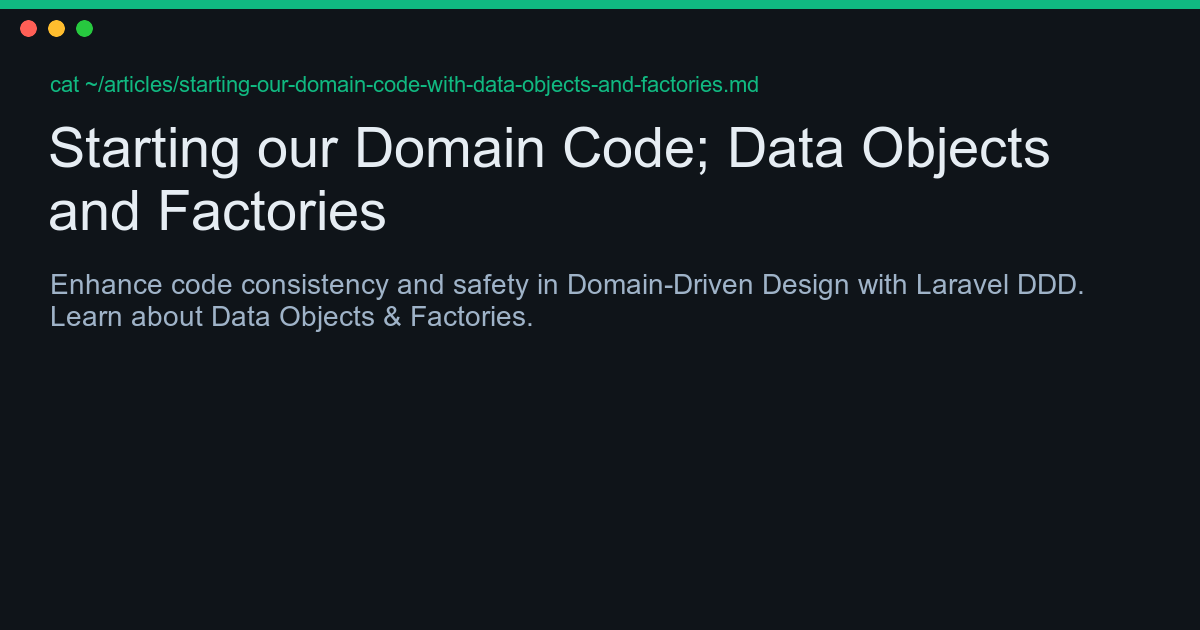 cat ~/articles/starting-our-domain-code-with-data-objects-and-factories.md
Starting our Domain Code; Data Objects
and Factories
Enhance code consistency and safety in Domain-Driven Design with Laravel DDD.
Learn about Data Objects & Factories.